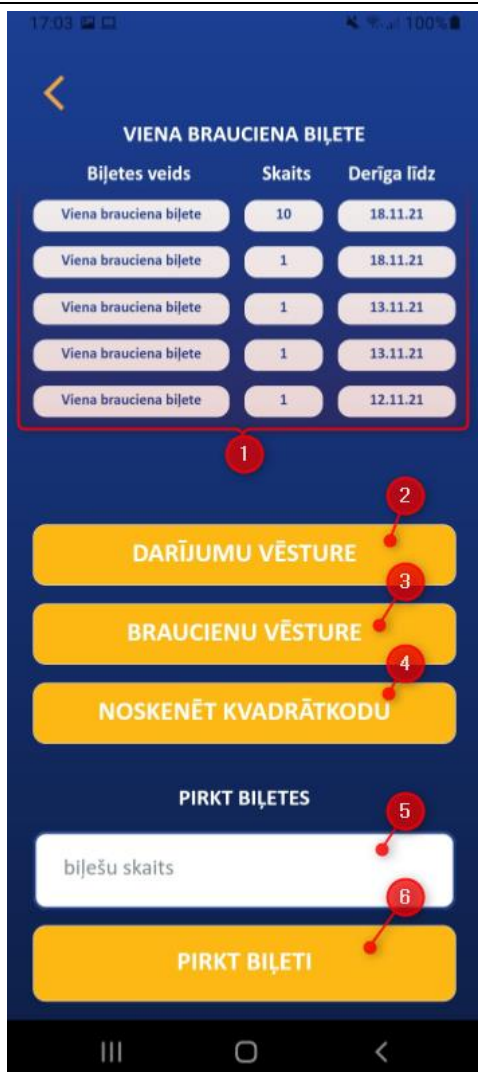 17:03 100%
VIENA BRAUCIENA BIĻETE
Biļetes veids Skaits Derīga līdz
Viena brauciena biļete 10 18.11.21
Viena brauciena biļete 1 18.11.21
Viena brauciena biļete 1 13.11.21
Viena brauciena biļete 1 13.11.21
Viena brauciena biļete 1 12.11.21
1
2
DARĪJUMU VĒSTURE
3
BRAUCIENU VĒSTURE
4
NOSKENĒT KVADRĀTKODU
PIRKT BIĻETES
5
biļešu skaits
6
PIRKT BIĻETI